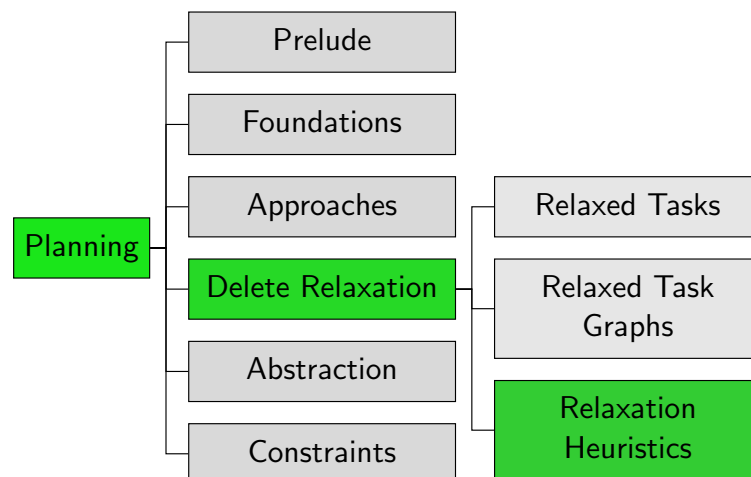 Planning
Prelude
Foundations
Approaches
Delete Relaxation
Abstraction
Constraints
Relaxed Tasks
Relaxed Task
Graphs
Relaxation
Heuristics